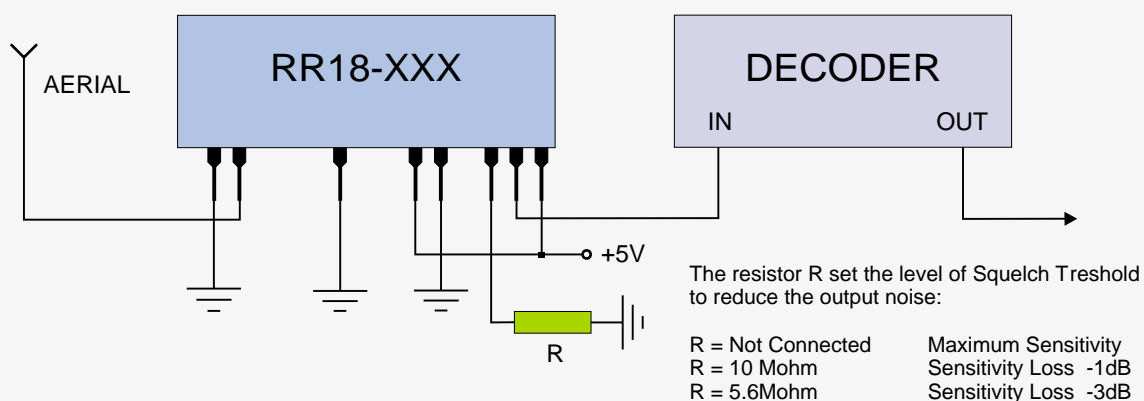 RR18-XXX
DECODER
AERIAL
IN OUT
+5V
R
The resistor R set the level of Squelch Treshold
to reduce the output noise:
R = Not Connected Maximum Sensitivity
R = 10 Mohm Sensitivity Loss -1dB
R = 5.6Mohm Sensitivity Loss -3dB